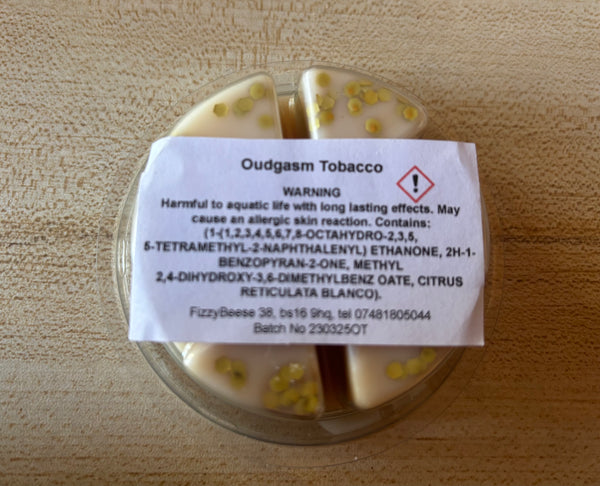 Oudgasm Tobacco
WARNING
Harmful to aquatic life with long lasting effects. May
cause an allergic skin reaction. Contains:
(1-(1,2,3,4,5,6,7,8-OCTAHYDRO-2,3,5,
5-TETRAMETHYL-2-NAPHTHALENYL) ETHANONE, 2H-1-
BENZOPYRAN-2-ONE, METHYL
2,4-DIHYDROXY-3,6-DIMETHYLBENZ OATE, CITRUS
RETICULATA BLANCO).
FizzyBeese 38, bs16 9hq, tel 07481805044
Batch No 230325OT